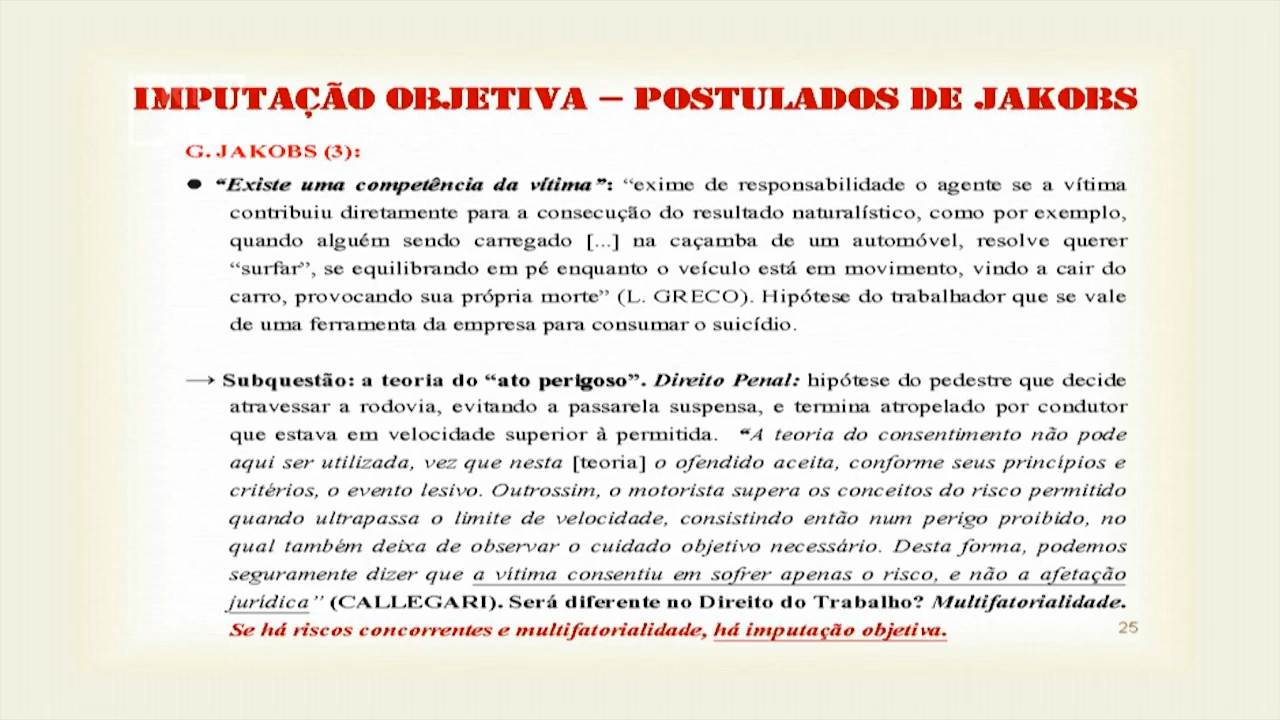 IMPUTAÇÃO OBJETIVA – POSTULADOS DE JAKOBS
G. JAKOBS (3):
● “Existe uma competência da vítima”: “exime de responsabilidade o agente se a vítima
contribuiu diretamente para a consecução do resultado naturalístico, como por exemplo,
quando alguém sendo carregado [...] na caçamba de um automóvel, resolve querer
“surfar”, se equilibrando em pé enquanto o veículo está em movimento, vindo a cair do
carro, provocando sua própria morte” (L. GRECO). Hipótese do trabalhador que se vale
de uma ferramenta da empresa para consumar o suicídio.
→ Subquestão: a teoria do “ato perigoso”. Direito Penal: hipótese do pedestre que decide
atravessar a rodovia, evitando a passarela suspensa, e termina atropelado por condutor
que estava em velocidade superior à permitida. “A teoria do consentimento não pode
aqui ser utilizada, vez que nesta [teoria] o ofendido aceita, conforme seus princípios e
critérios, o evento lesivo. Outrossim, o motorista supera os conceitos do risco permitido
quando ultrapassa o limite de velocidade, consistindo então num perigo proibido, no
qual também deixa de observar o cuidado objetivo necessário. Desta forma, podemos
seguramente dizer que a vítima consentiu em sofrer apenas o risco, e não a afetação
jurídica” (CALLEGARI). Será diferente no Direito do Trabalho? Multifatorialidade.
Se há riscos concorrentes e multifatorialidade, há imputação objetiva.
25